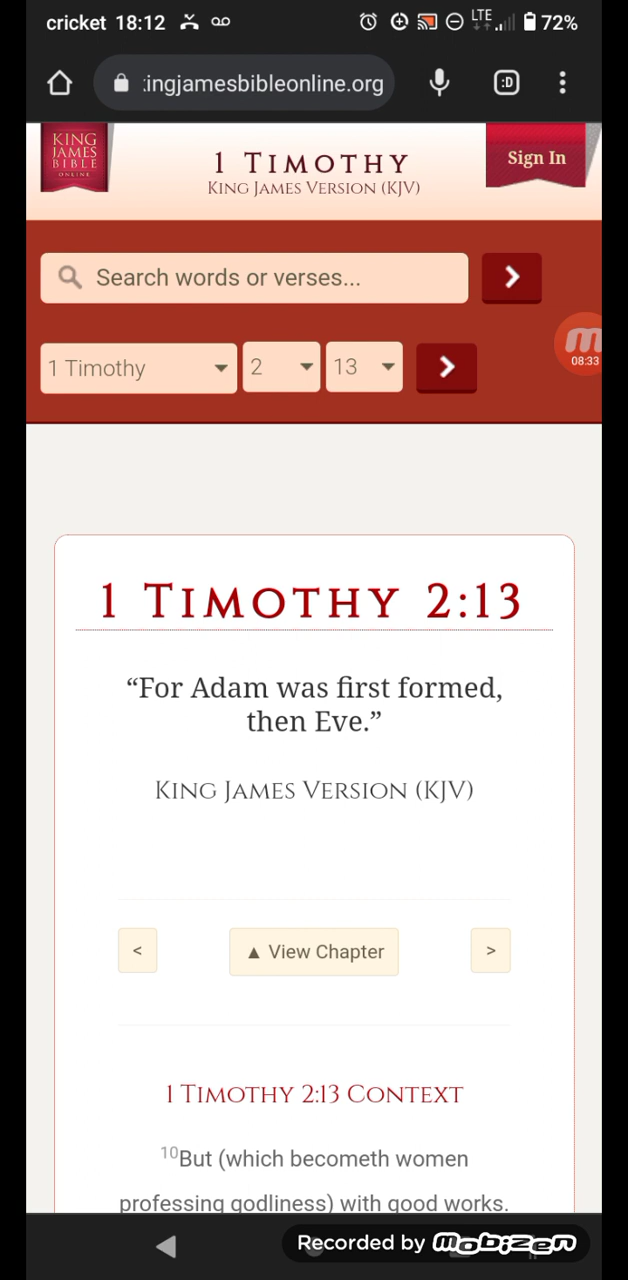 cricket 18:12 LTE 72%
:ingjamesbibleonline.org :D
KING
JAMES
BIBLE
ONLINE
1 TIMOTHY
KING JAMES VERSION (KJV)
Sign In
Search words or verses...
m
08:33
1 Timothy 2 13
1 TIMOTHY 2:13
“For Adam was first formed,
then Eve.”
KING JAMES VERSION (KJV)
< ▲ View Chapter >
1 TIMOTHY 2:13 CONTEXT
10But (which becometh women
professing godliness) with good works.
Recorded by mobizen